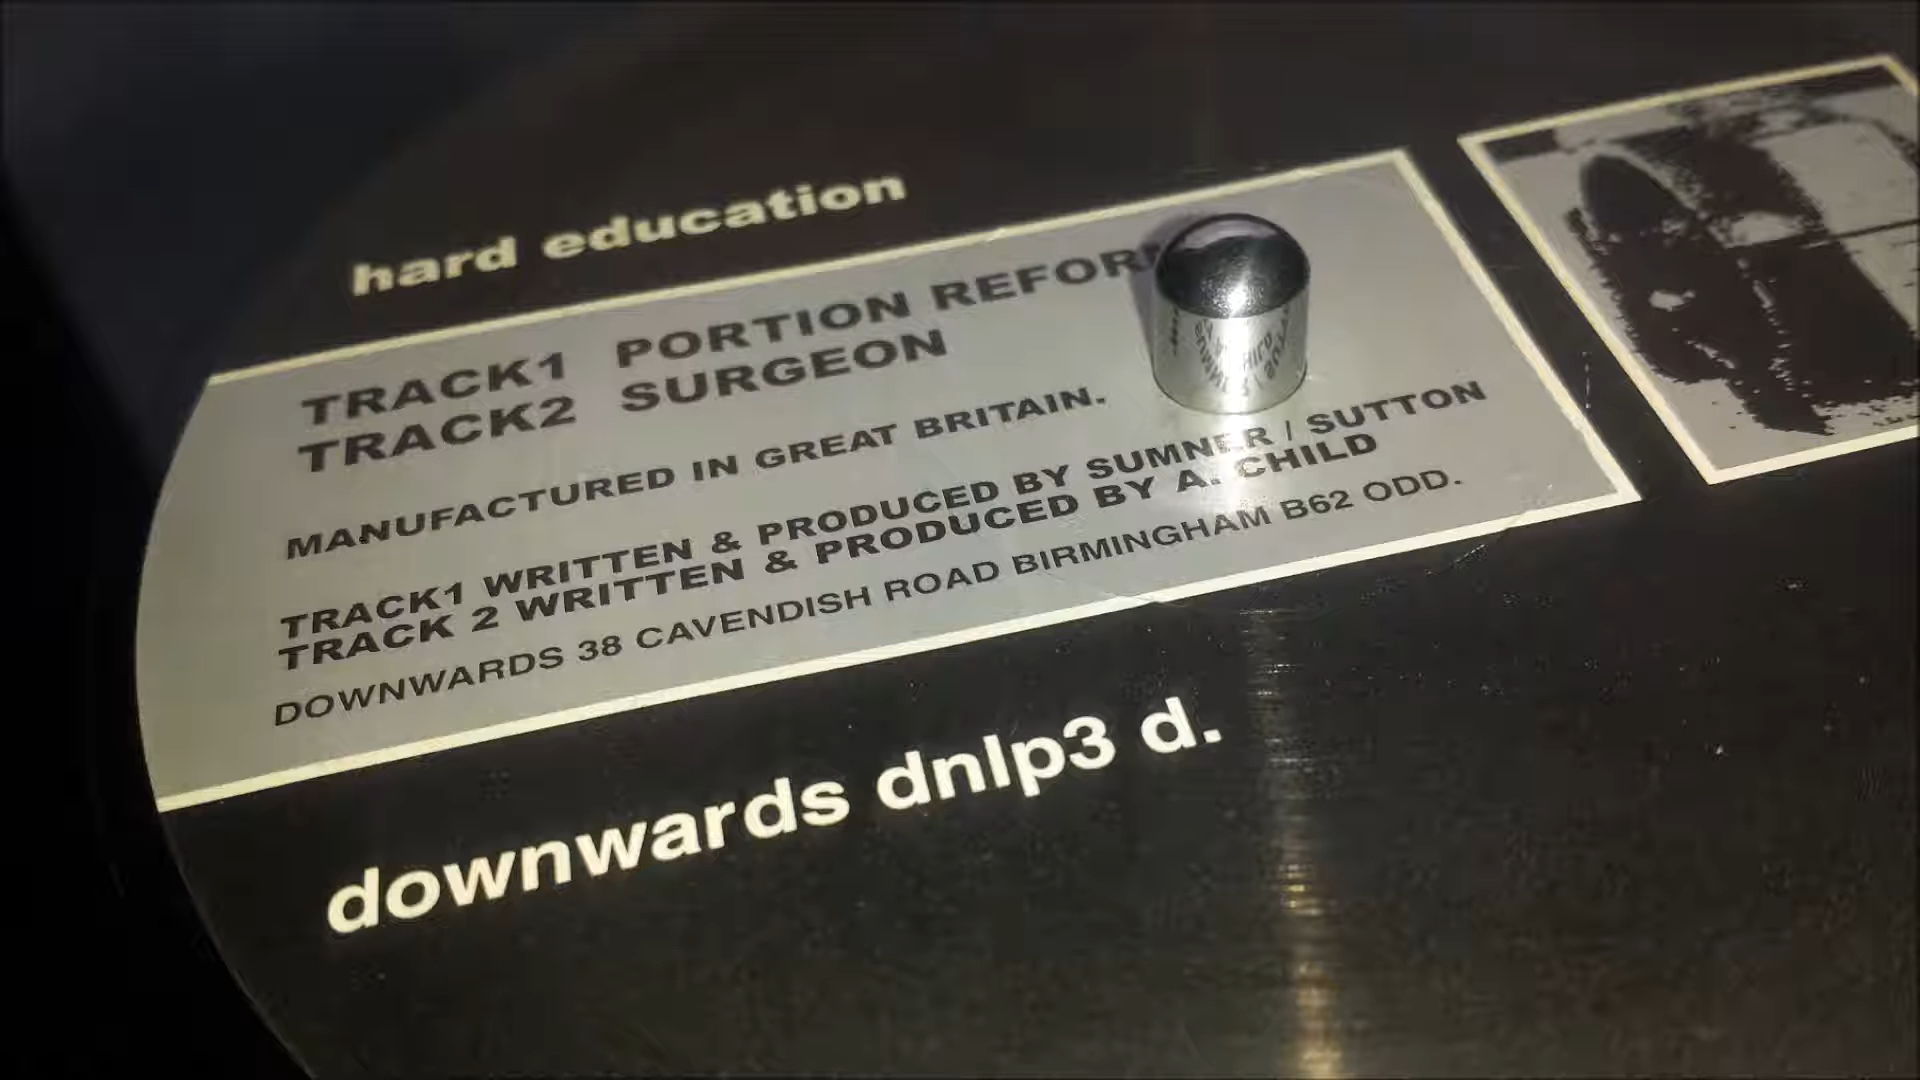 hard education
TRACK1 PORTION REFOR
TRACK2 SURGEON
MANUFACTURED IN GREAT BRITAIN.
TRACK1 WRITTEN & PRODUCED BY SUMNER / SUTTON
TRACK 2 WRITTEN & PRODUCED BY A. CHILD
DOWNWARDS 38 CAVENDISH ROAD BIRMINGHAM B62 ODD.
downwards dnlp3 d.